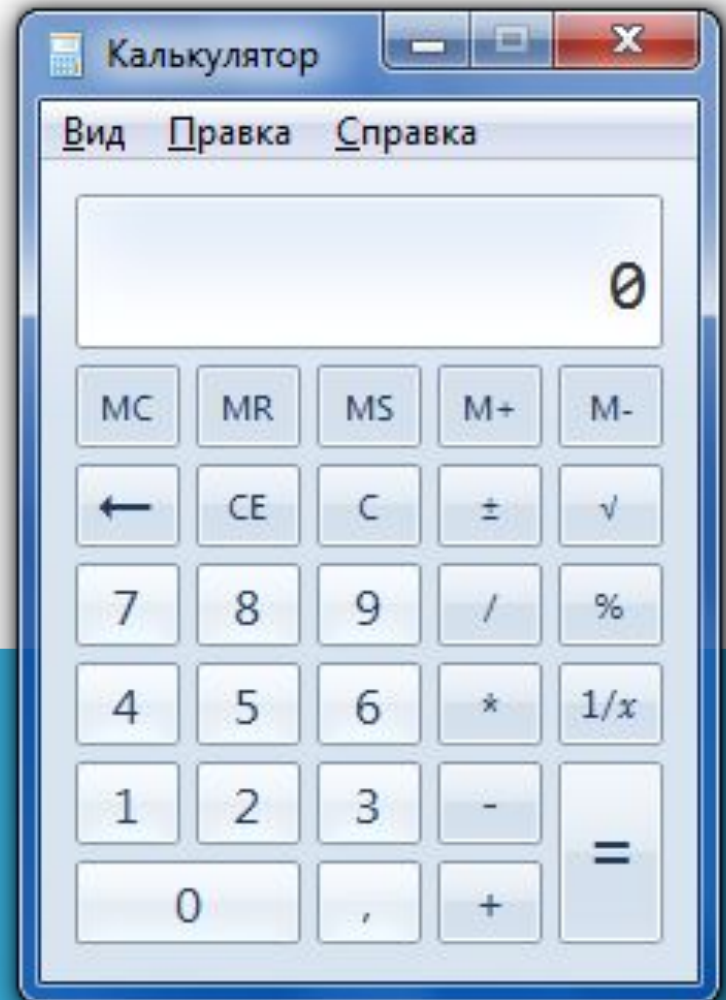 Калькулятор
Вид Правка Справка
0
MC MR MS M+ M-
← CE C ± √
7 8 9 / %
4 5 6 * 1/x
1 2 3 - =
0 , +